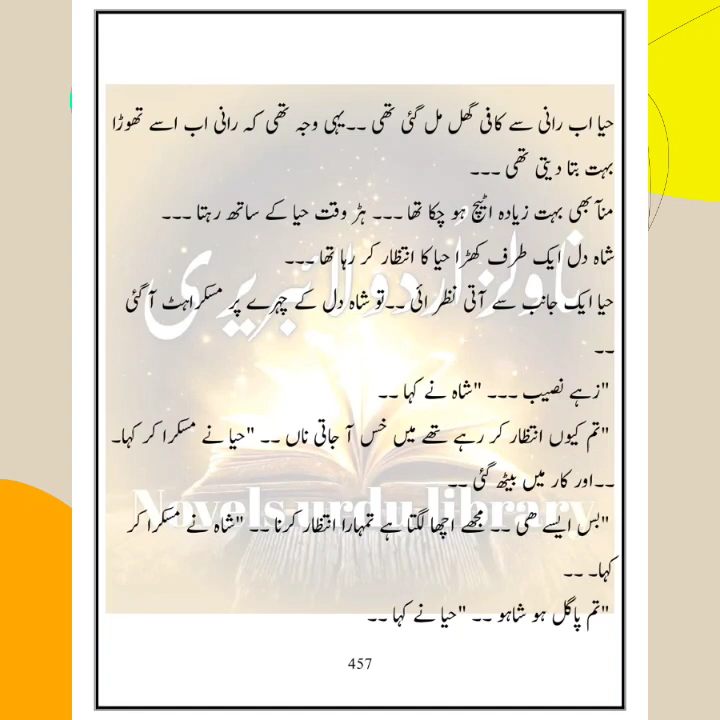 حیا اب رانی سے کافی گھل مل گئی تھی ۔۔یہی وجہ تھی کہ رانی اب اسے تھوڑا
بہت بتا دیتی تھی ۔۔۔
منآ بھی بہت زیادہ اٹیچ ہو چکا تھا ۔۔۔ ہر وقت حیا کے ساتھ رہتا ۔۔۔
شاہ دل ایک طرف کھڑا حیا کا انتظار کر رہا تھا ۔۔۔
ناولز اردو لائبریری
حیا ایک جانب سے آتی نظر ائی ۔۔تو شاہ دل کے چہرے پر مسکراہٹ آ گئی
۔۔
"زہے نصیب ۔۔۔ "شاہ نے کہا ۔۔
"تم کیوں انتظار کر رہے تھے میں خس آ جاتی ناں ۔۔ "حیا نے مسکرا کر کہا۔
۔۔اور کار میں بیٹھ گئی ۔۔
Novels urdu library
"بس ایسے ھی ۔۔ مجھے اچھا لگتا ہے تمہارا انتظار کرنا ۔۔ "شاہ نے مسکرا کر
کہا۔ ۔۔
"تم پاگل ہو شاہو ۔۔ "حیا نے کہا ۔۔
457